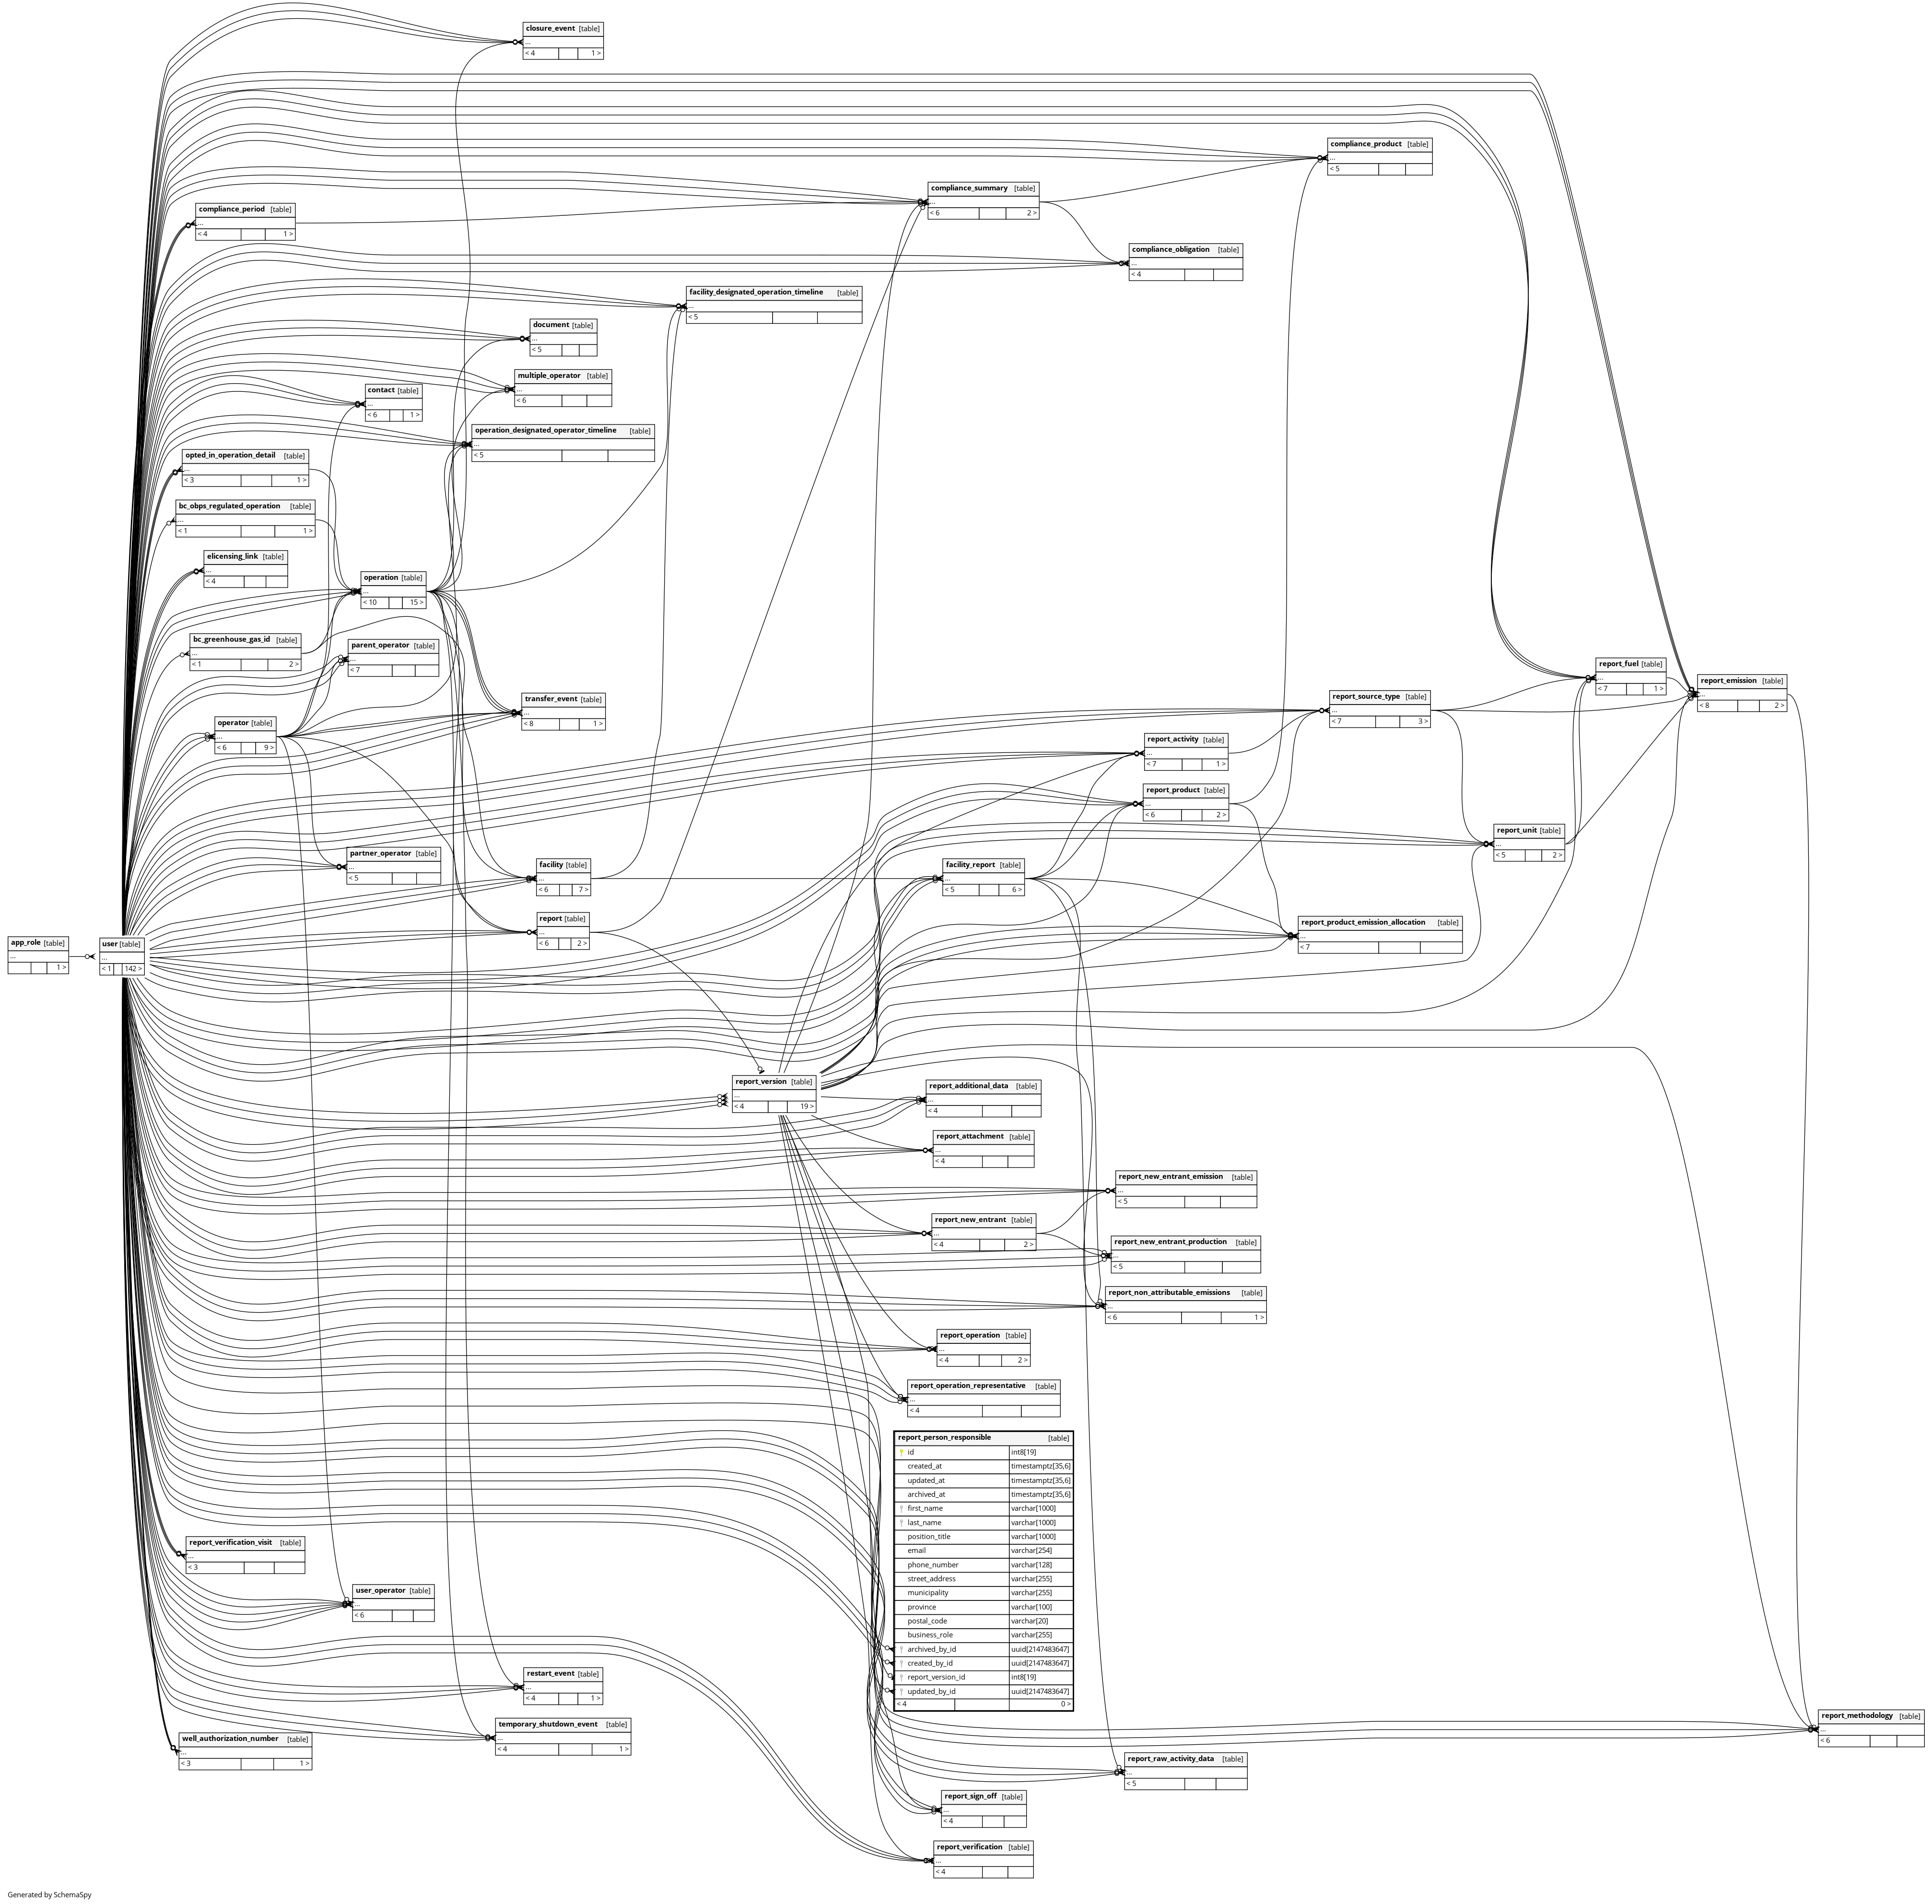 closure_event [table]
...
< 4 1 >
compliance_product [table]
...
< 5
compliance_summary [table]
...
< 6 2 >
compliance_period [table]
...
< 4 1 >
compliance_obligation [table]
...
< 4
facility_designated_operation_timeline [table]
...
< 5
document [table]
...
< 5
multiple_operator [table]
...
< 6
contact [table]
...
< 6 1 >
operation_designated_operator_timeline [table]
...
< 5
opted_in_operation_detail [table]
...
< 3 1 >
bc_obps_regulated_operation [table]
...
< 1 1 >
elicensing_link [table]
...
< 4
operation [table]
...
< 10 15 >
bc_greenhouse_gas_id [table]
...
< 1 2 >
parent_operator [table]
...
< 7
report_fuel [table]
...
< 7 1 >
report_emission [table]
...
< 8 2 >
transfer_event [table]
...
< 8 1 >
report_source_type [table]
...
< 7 3 >
operator [table]
...
< 6 9 >
report_activity [table]
...
< 7 1 >
report_product [table]
...
< 6 2 >
report_unit [table]
...
< 5 2 >
partner_operator [table]
...
< 5
facility [table]
...
< 6 7 >
facility_report [table]
...
< 5 6 >
report [table]
...
< 6 2 >
report_product_emission_allocation [table]
...
< 7
app_role [table]
...
1 >
user [table]
...
< 1 142 >
report_version [table]
...
< 4 19 >
report_additional_data [table]
...
< 4
report_attachment [table]
...
< 4
report_new_entrant_emission [table]
...
< 5
report_new_entrant [table]
...
< 4 2 >
report_new_entrant_production [table]
...
< 5
report_non_attributable_emissions [table]
...
< 6 1 >
report_operation [table]
...
< 4 2 >
report_operation_representative [table]
...
< 4
report_person_responsible [table]
id int8[19]
created_at timestamptz[35,6]
updated_at timestamptz[35,6]
archived_at timestamptz[35,6]
first_name varchar[1000]
last_name varchar[1000]
position_title varchar[1000]
email varchar[254]
phone_number varchar[128]
street_address varchar[255]
municipality varchar[255]
province varchar[100]
postal_code varchar[20]
business_role varchar[255]
archived_by_id uuid[2147483647]
created_by_id uuid[2147483647]
report_version_id int8[19]
updated_by_id uuid[2147483647]
< 4 0 >
report_verification_visit [table]
...
< 3
user_operator [table]
...
< 6
restart_event [table]
...
< 4 1 >
temporary_shutdown_event [table]
...
< 4 1 >
well_authorization_number [table]
...
< 3 1 >
report_methodology [table]
...
< 6
report_raw_activity_data [table]
...
< 5
report_sign_off [table]
...
< 4
report_verification [table]
...
< 4
Generated by SchemaSpy